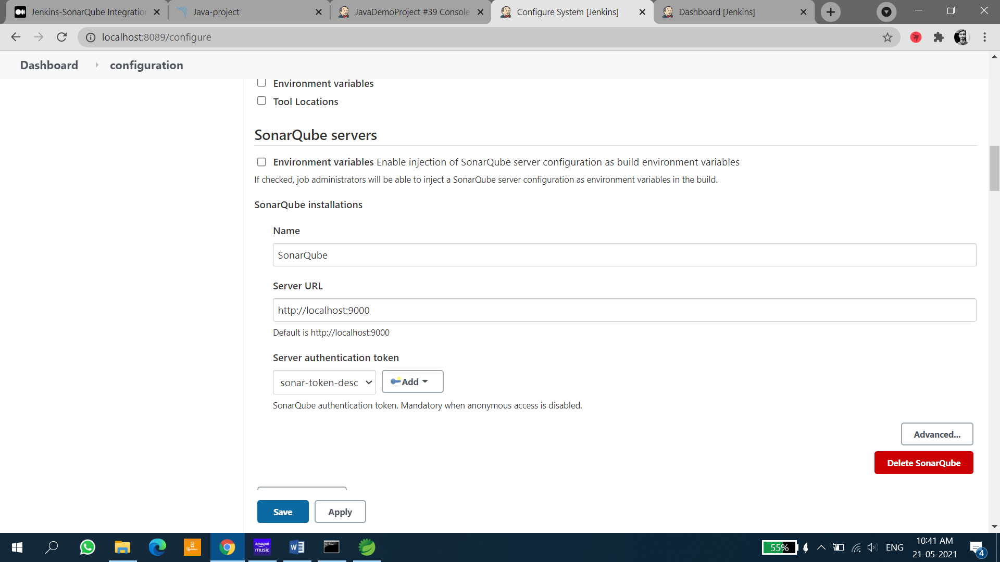 Jenkins-SonarQube Integration
Java-project
JavaDemoProject #39 Console
Configure System [Jenkins]
Dashboard [Jenkins]
localhost:8089/configure
Dashboard
configuration
Environment variables
Tool Locations
SonarQube servers
Environment variables Enable injection of SonarQube server configuration as build environment variables
If checked, job administrators will be able to inject a SonarQube server configuration as environment variables in the build.
SonarQube installations
Name
SonarQube
Server URL
http://localhost:9000
Default is http://localhost:9000
Server authentication token
sonar-token-desc
Add
SonarQube authentication token. Mandatory when anonymous access is disabled.
Advanced...
Delete SonarQube
Save
Apply
amazon
music
55%
ENG
10:41 AM
21-05-2021
4